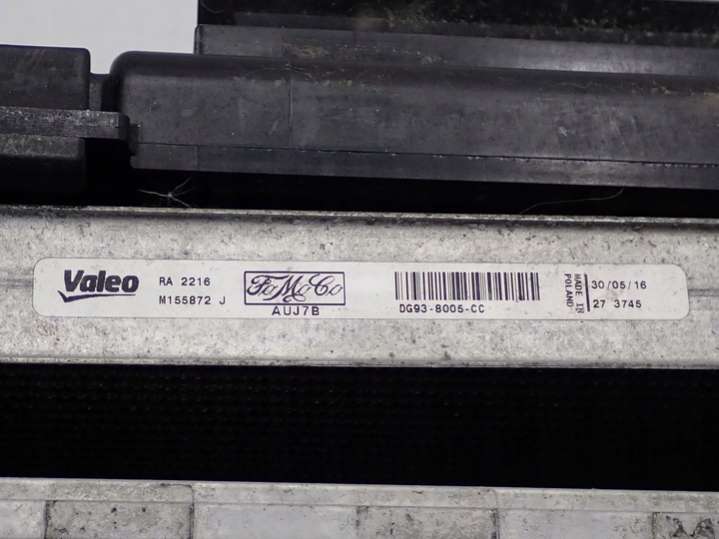 Valeo
RA 2216
M155872 J
FoMoCo
AUJ7B
DG93-8005-CC
MADE IN
POLAND
30/05/16
27 3745